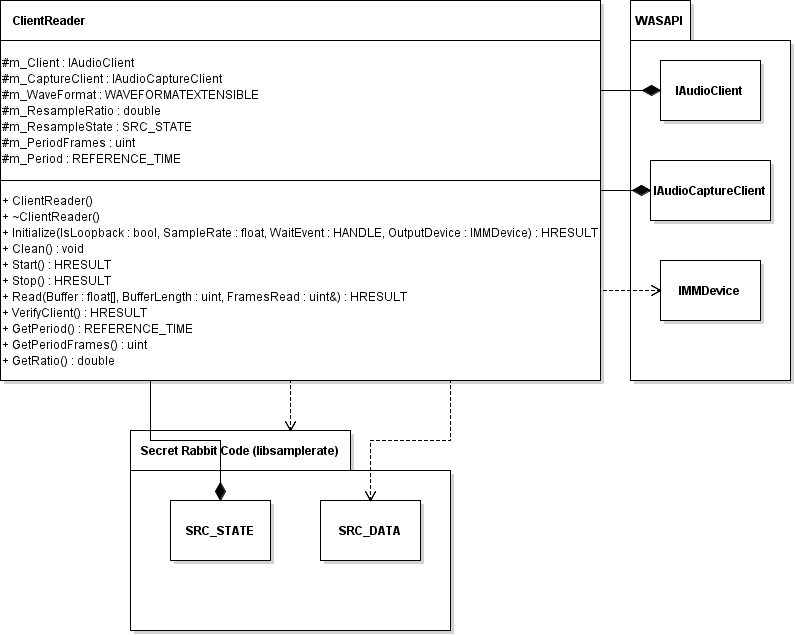 ClientReader
#m_Client : IAudioClient
#m_CaptureClient : IAudioCaptureClient
#m_WaveFormat : WAVEFORMATEXTENSIBLE
#m_ResampleRatio : double
#m_ResampleState : SRC_STATE
#m_PeriodFrames : uint
#m_Period : REFERENCE_TIME
+ ClientReader()
+ ~ClientReader()
+ Initialize(IsLoopback : bool, SampleRate : float, WaitEvent : HANDLE, OutputDevice : IMMDevice) : HRESULT
+ Clean() : void
+ Start() : HRESULT
+ Stop() : HRESULT
+ Read(Buffer : float[], BufferLength : uint, FramesRead : uint&) : HRESULT
+ VerifyClient() : HRESULT
+ GetPeriod() : REFERENCE_TIME
+ GetPeriodFrames() : uint
+ GetRatio() : double
WASAPI
IAudioClient
IAudioCaptureClient
IMMDevice
Secret Rabbit Code (libsamplerate)
SRC_STATE
SRC_DATA